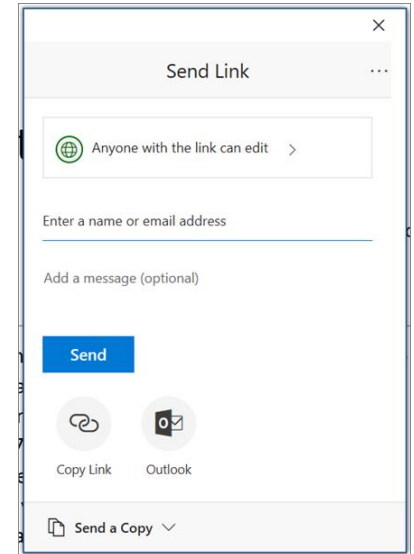 Send Link
Anyone with the link can edit
Enter a name or email address
Add a message (optional)
Send
Copy Link
Outlook
Send a Copy